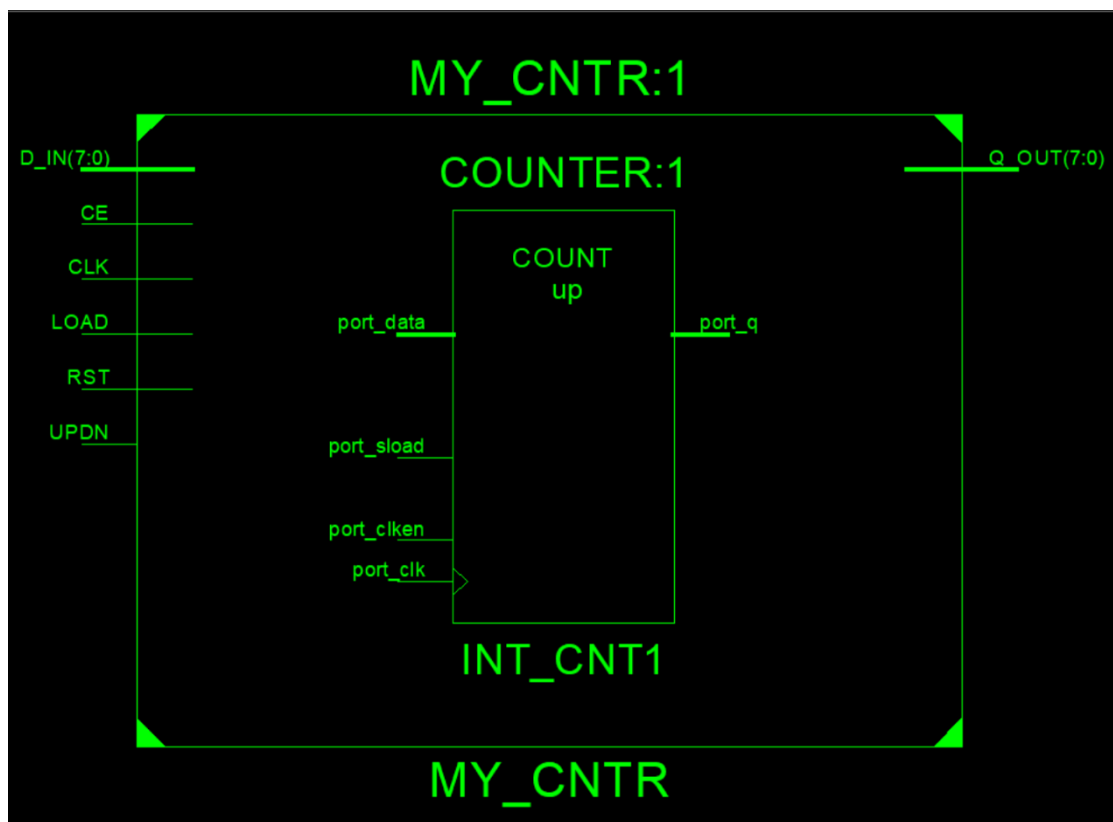 MY_CNTR:1
D_IN(7:0)
Q_OUT(7:0)
COUNTER:1
CE
COUNT
up
CLK
LOAD
port_data
port_q
RST
UPDN
port_sload
port_clken
port_clk
INT_CNT1
MY_CNTR